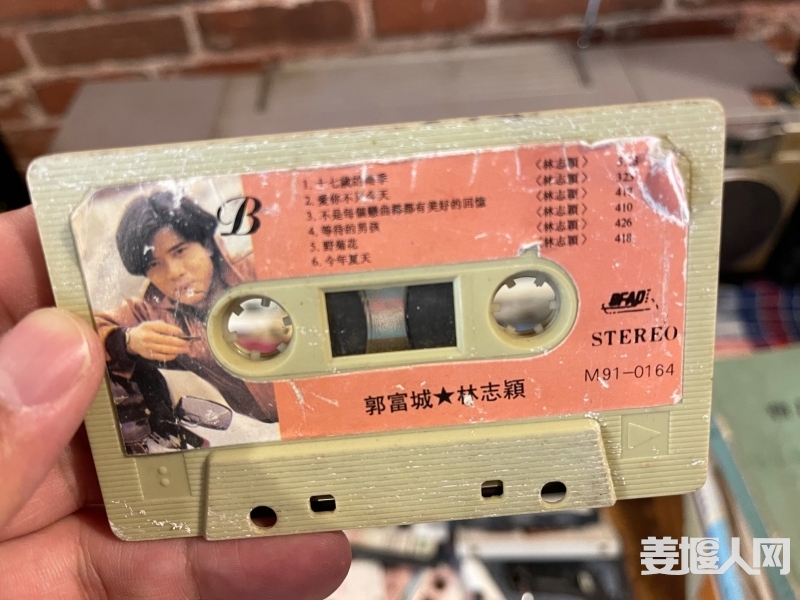 B
1. 十七歲的雨季 〈林志穎〉
2. 愛你不只今天 〈林志穎〉 323
3. 不是每個戀曲都有美好的回憶 〈林志穎〉
4. 等待的男孩 〈林志穎〉 410
5. 野菊花 〈林志穎〉 426
6. 今年夏天 〈林志穎〉 418
STEREO
M91-0164
郭富城★林志穎
姜堰人网